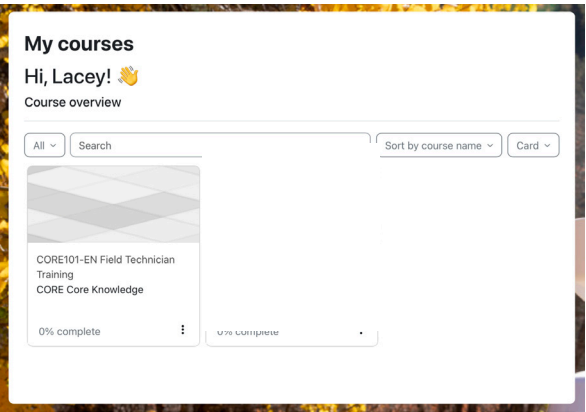 My courses
Hi, Lacey! 👋
Course overview
All
Search
Sort by course name
Card
CORE101-EN Field Technician
Training
CORE Core Knowledge
0% complete
0% complete